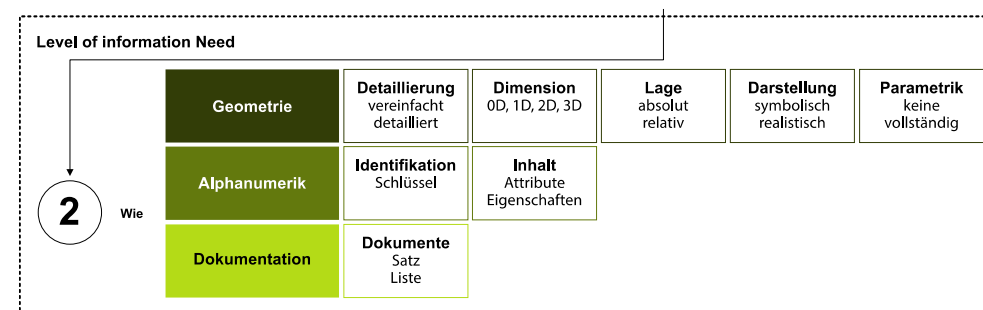 Level of information Need
Geometrie
Detaillierung
vereinfacht
detailliert
Dimension
0D, 1D, 2D, 3D
Lage
absolut
relativ
Darstellung
symbolisch
realistisch
Parametrik
keine
vollständig
2
Wie
Alphanumerik
Identifikation
Schlüssel
Inhalt
Attribute
Eigenschaften
Dokumentation
Dokumente
Satz
Liste